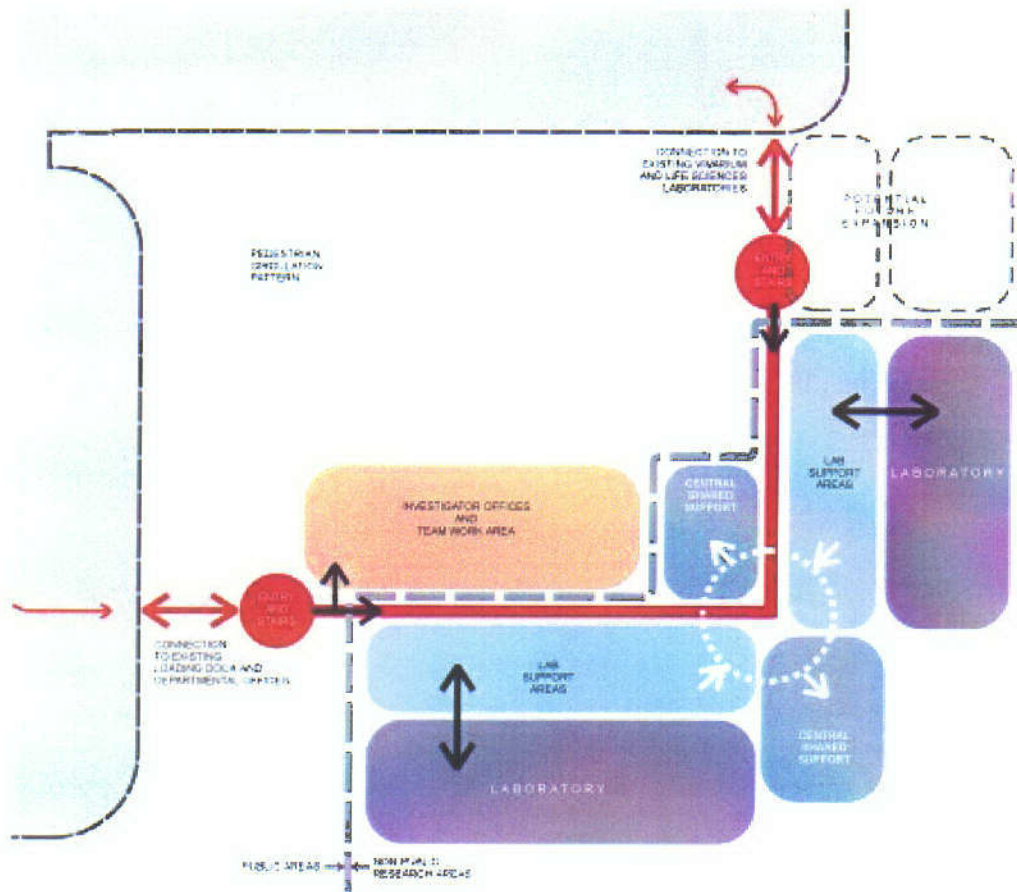 CONNECTION TO
EXISTING VIVARIUM
AND LIFE SCIENCES
LABORATORIES
POTENTIAL
FUTURE
EXPANSION
PEDESTRIAN
CIRCULATION
PATTERN
ENTRY
AND
STAIRS
LAB
SUPPORT
AREAS
LABORATORY
CENTRAL
SHARED
SUPPORT
INVESTIGATOR OFFICES
AND
TEAM WORK AREA
ENTRY
AND
STAIRS
CONNECTION
TO EXISTING
LOADING DOCK AND
DEPARTMENTAL OFFICES
LAB
SUPPORT
AREAS
CENTRAL
SHARED
SUPPORT
LABORATORY
PUBLIC AREAS
NON PUBLIC
RESEARCH AREAS